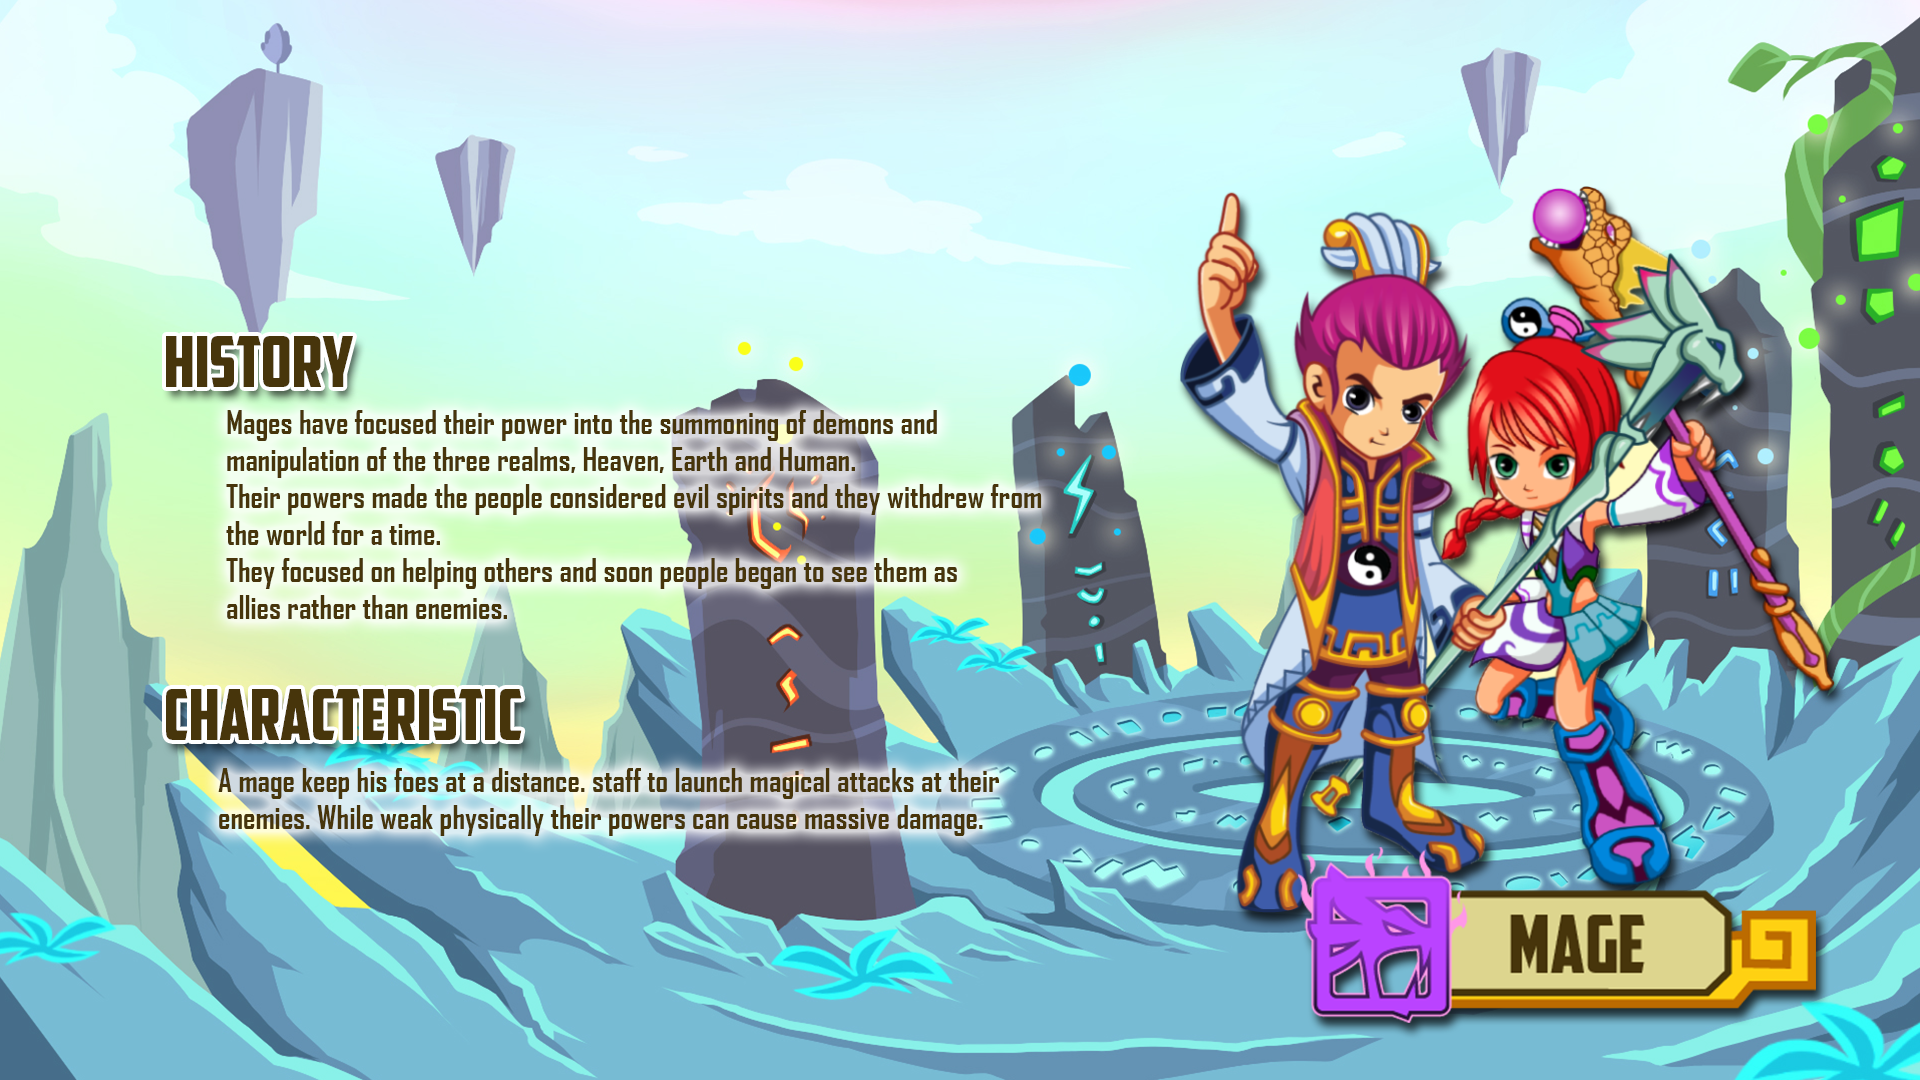 HISTORY
Mages have focused their power into the summoning of demons and
manipulation of the three realms, Heaven, Earth and Human.
Their powers made the people considered evil spirits and they withdrew from
the world for a time.
They focused on helping others and soon people began to see them as
allies rather than enemies.
CHARACTERISTIC
A mage keep his foes at a distance. staff to launch magical attacks at their
enemies. While weak physically their powers can cause massive damage.
MAGE